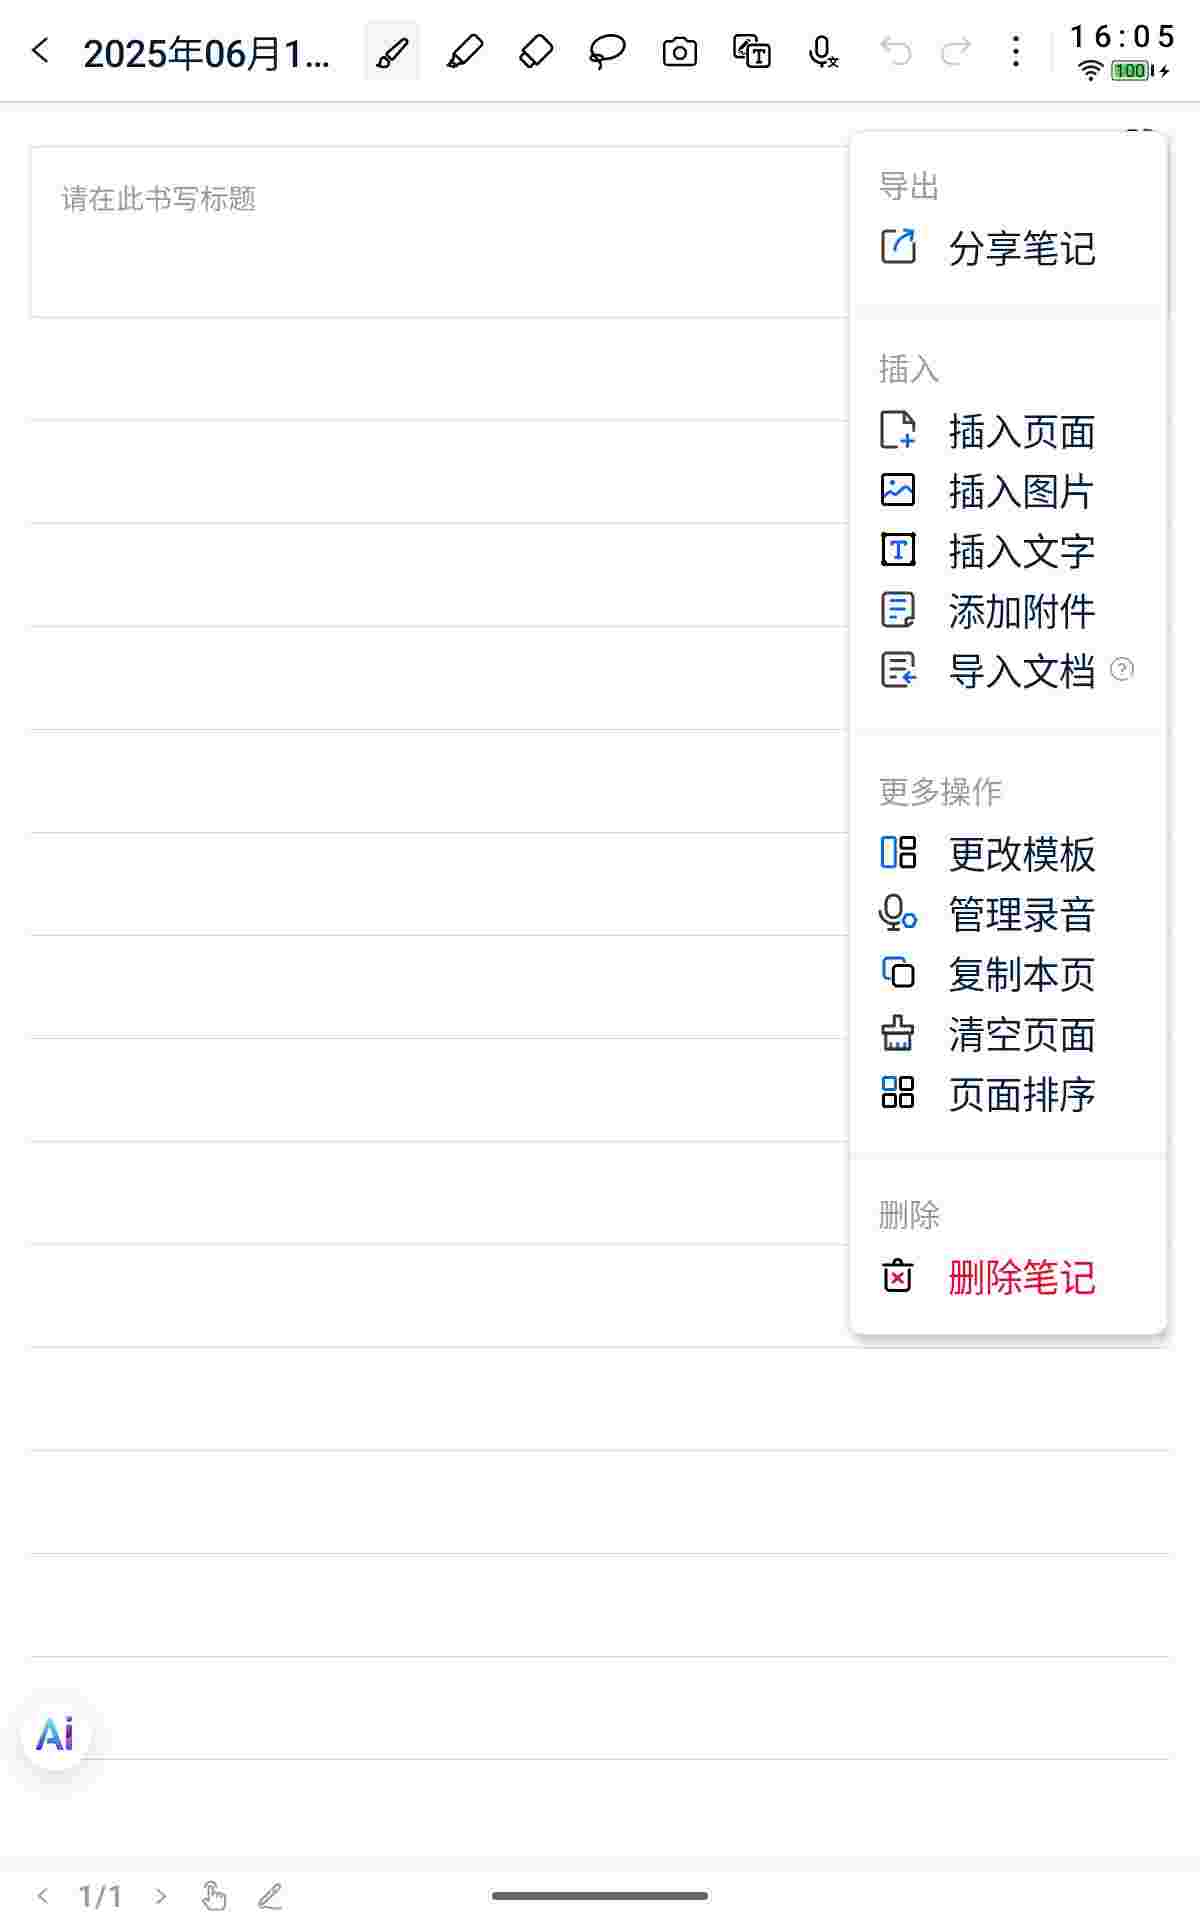 2025年06月1...
16:05
100
请在此书写标题
导出
分享笔记
插入
插入页面
插入图片
插入文字
添加附件
导入文档
更多操作
更改模板
管理录音
复制本页
清空页面
页面排序
删除
删除笔记
Ai
1/1